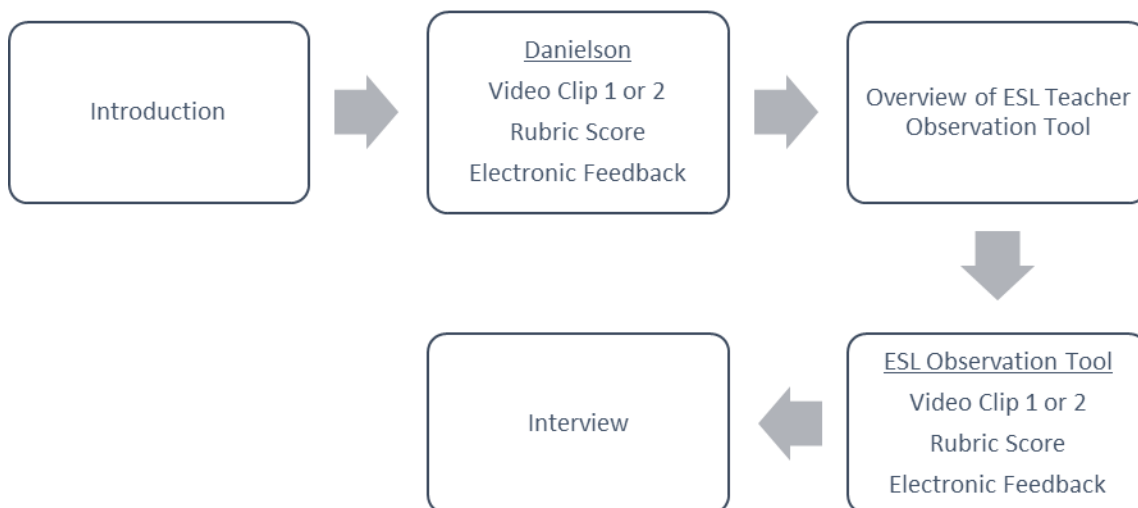 Introduction
Danielson
Video Clip 1 or 2
Rubric Score
Electronic Feedback
Overview of ESL Teacher
Observation Tool
ESL Observation Tool
Video Clip 1 or 2
Rubric Score
Electronic Feedback
Interview